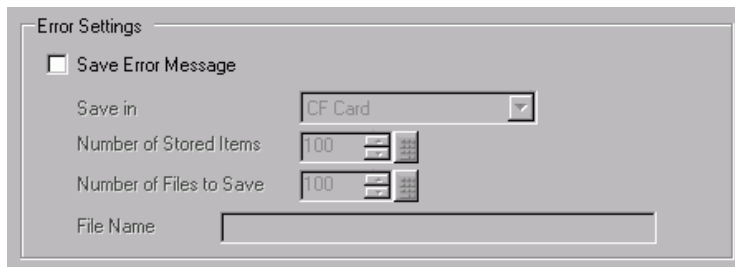 Error Settings
Save Error Message
Save in CF Card
Number of Stored Items 100
Number of Files to Save 100
File Name